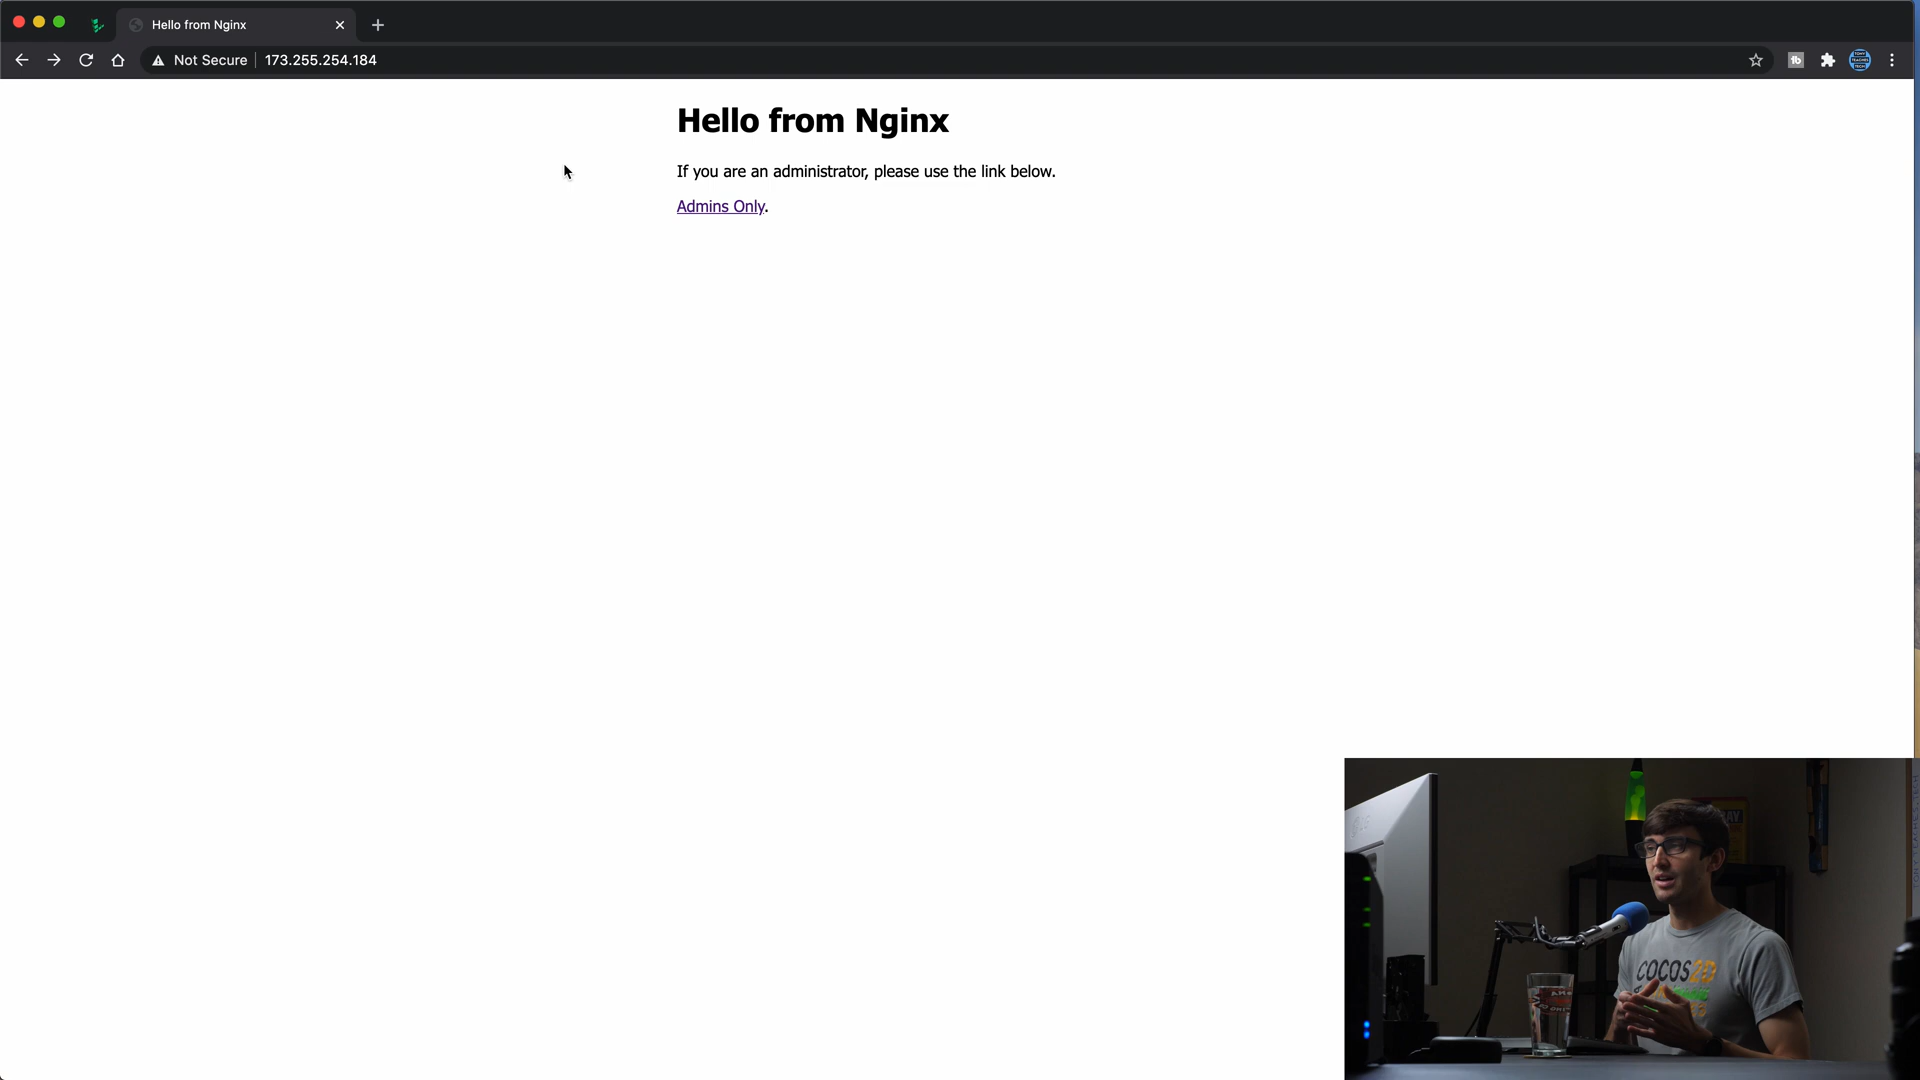 Hello from Nginx
Not Secure
173.255.254.184
Hello from Nginx
If you are an administrator, please use the link below.
Admins Only.
COCOS2D